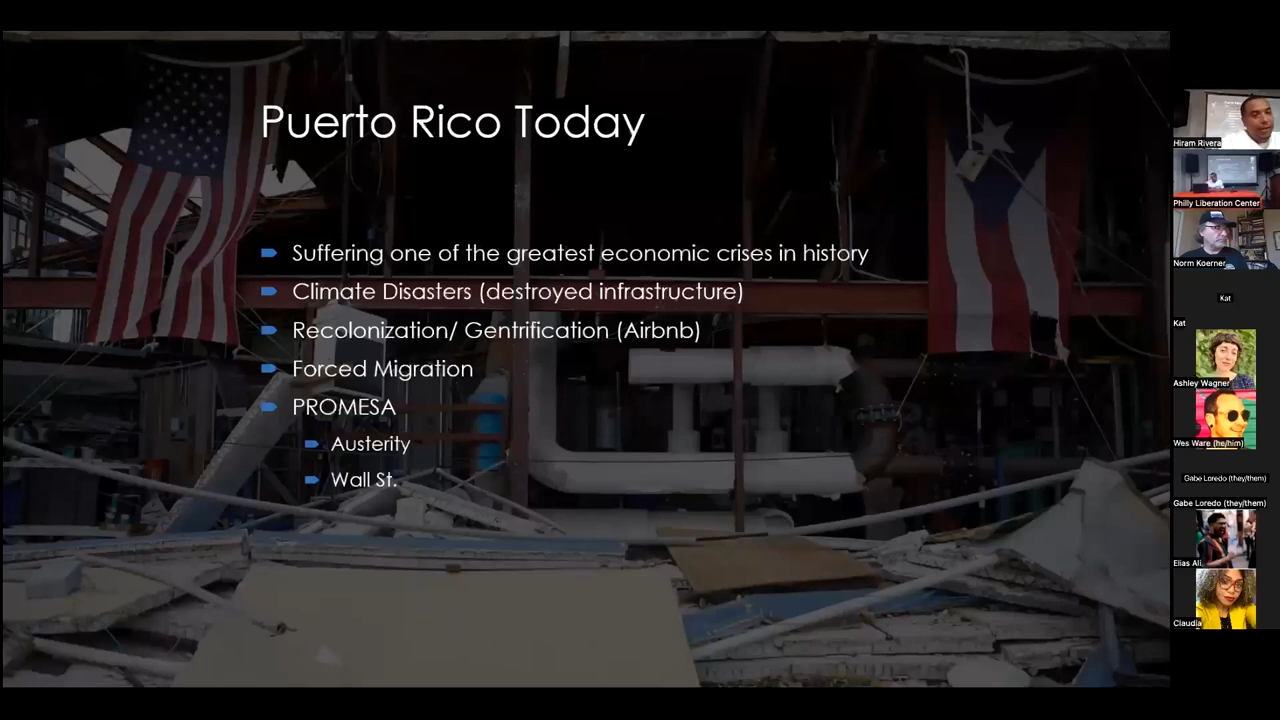 Puerto Rico Today
Suffering one of the greatest economic crises in history
Climate Disasters (destroyed infrastructure)
Recolonization/ Gentrification (Airbnb)
Forced Migration
PROMESA
Austerity
Wall St.
Hiram Rivera
Philly Liberation Center
Norm Koerner
Kat
Kat
Ashley Wagner
Wes Ware (he/him)
Gabe Loredo (they/them)
Gabe Loredo (they/them)
Elias Ali
Claudia